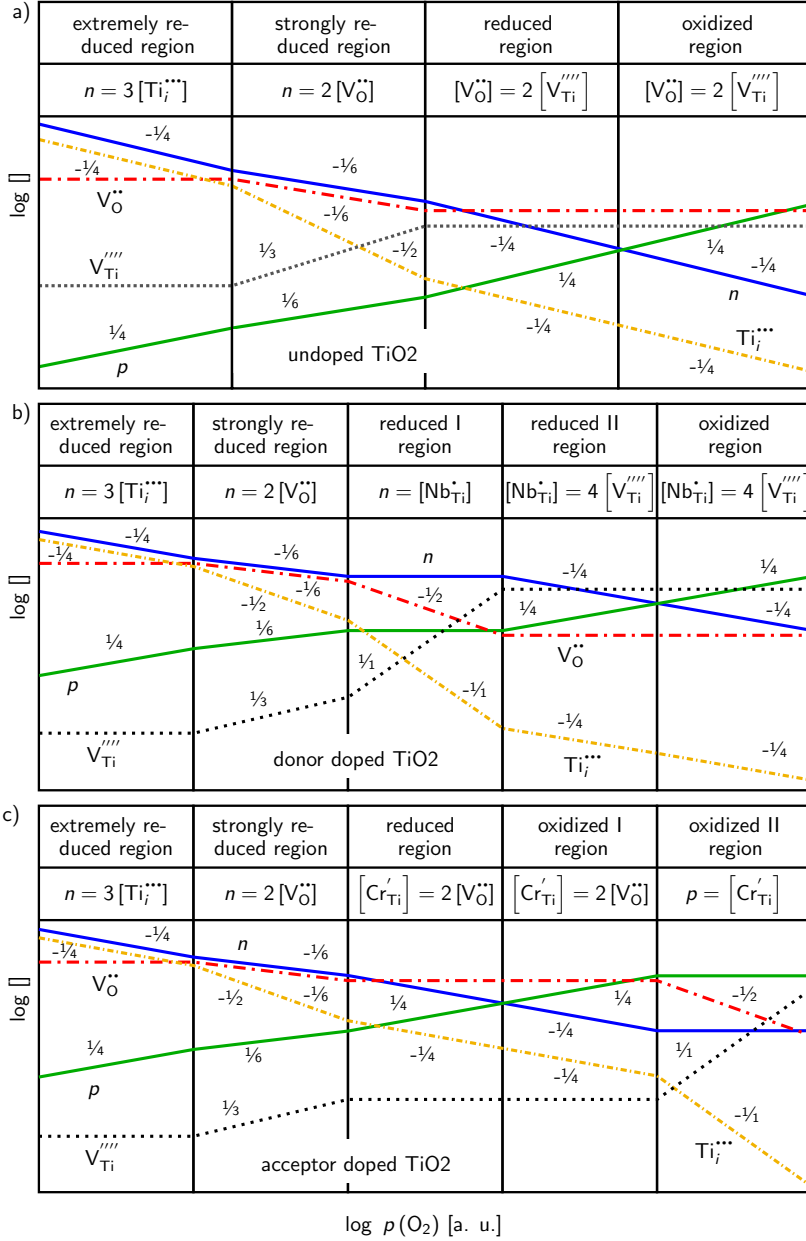 a)
extremely re-
duced region
strongly re-
duced region
reduced
region
oxidized
region
n = 3 [Ti_i^•••]
n = 2 [V_O^••]
[V_O^••] = 2 [V_Ti^'''']
[V_O^••] = 2 [V_Ti^'''']
log []
-¼
-¼
V_O^••
V_Ti^''''
¼
p
-⅙
-⅙
⅓
-½
⅙
undoped TiO2
-¼
¼
-¼
¼
-¼
n
Ti_i^•••
-¼
b)
extremely re-
duced region
strongly re-
duced region
reduced I
region
reduced II
region
oxidized
region
n = 3 [Ti_i^•••]
n = 2 [V_O^••]
n = [Nb_Ti^•]
[Nb_Ti^•] = 4 [V_Ti^'''']
[Nb_Ti^•] = 4 [V_Ti^'''']
log []
-¼
-¼
¼
p
V_Ti^''''
-⅙
-⅙
-½
⅙
⅓
donor doped TiO2
n
-½
⅟1
-⅟1
-¼
¼
V_O^••
-¼
Ti_i^•••
¼
-¼
-¼
c)
extremely re-
duced region
strongly re-
duced region
reduced
region
oxidized I
region
oxidized II
region
n = 3 [Ti_i^•••]
n = 2 [V_O^••]
[Cr_Ti^'] = 2 [V_O^••]
[Cr_Ti^'] = 2 [V_O^••]
p = [Cr_Ti^']
log []
-¼
-¼
V_O^••
¼
p
V_Ti^''''
n
-⅙
-⅙
-½
⅙
⅓
acceptor doped TiO2
¼
-¼
¼
-¼
-¼
-½
⅟1
-⅟1
Ti_i^•••
log p (O₂) [a. u.]